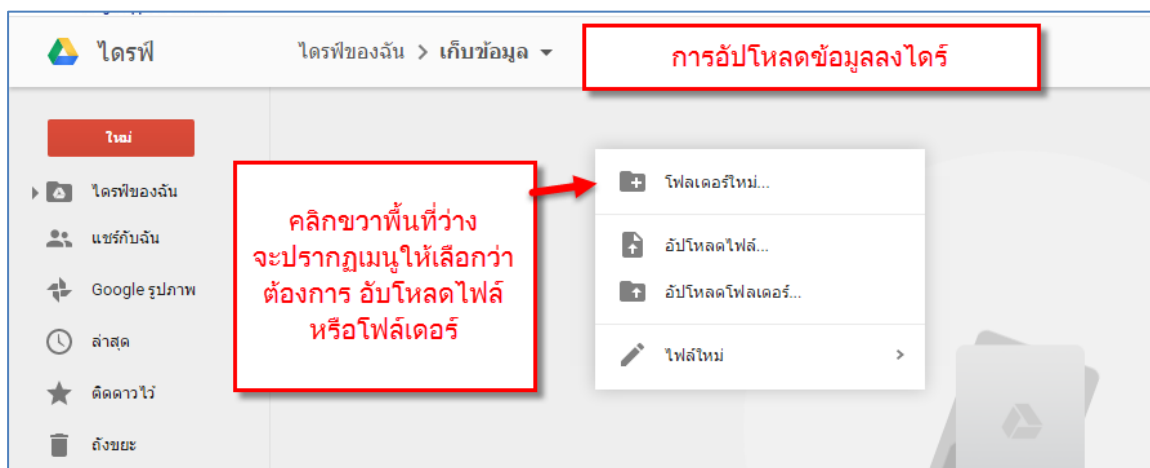 ไดรฟ์
ไดรฟ์ของฉัน > เก็บข้อมูล
การอัปโหลดข้อมูลลงไดร์
ใหม่
ไดรฟ์ของฉัน
แชร์กับฉัน
Google รูปภาพ
ล่าสุด
ติดดาวไว้
ถังขยะ
คลิกขวาพื้นที่ว่าง
จะปรากฏเมนูให้เลือกว่า
ต้องการ อับโหลดไฟล์
หรือโฟล์เดอร์
โฟลเดอร์ใหม่...
อัปโหลดไฟล์...
อัปโหลดโฟลเดอร์...
ไฟล์ใหม่ >